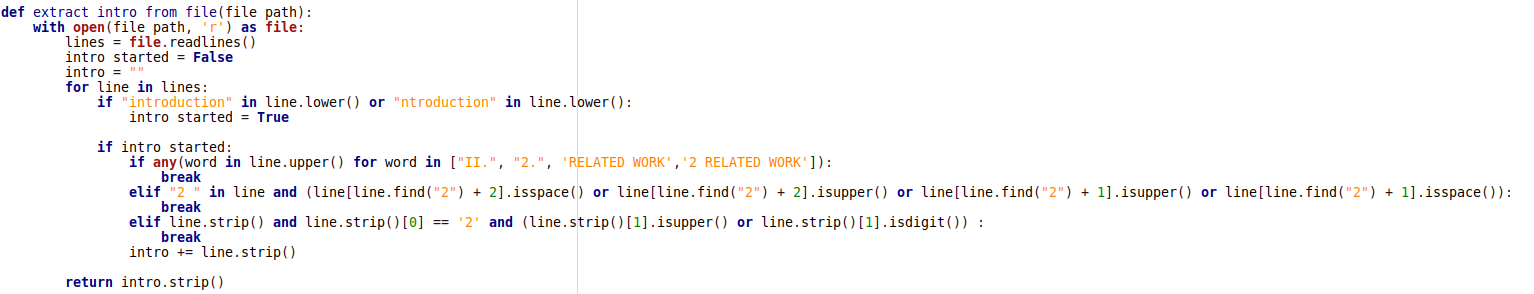 def extract intro from file(file path):
    with open(file path, 'r') as file:
        lines = file.readlines()
        intro started = False
        intro = ""
        for line in lines:
            if "introduction" in line.lower() or "ntroduction" in line.lower():
                intro started = True

            if intro started:
                if any(word in line.upper() for word in ["II.", "2.", 'RELATED WORK','2 RELATED WORK']):
                    break
                elif "2 " in line and (line[line.find("2") + 2].isspace() or line[line.find("2") + 2].isupper() or line[line.find("2") + 1].isupper() or line[line.find("2") + 1].isspace()):
                    break
                elif line.strip() and line.strip()[0] == '2' and (line.strip()[1].isupper() or line.strip()[1].isdigit()) :
                    break
                intro += line.strip()

        return intro.strip()